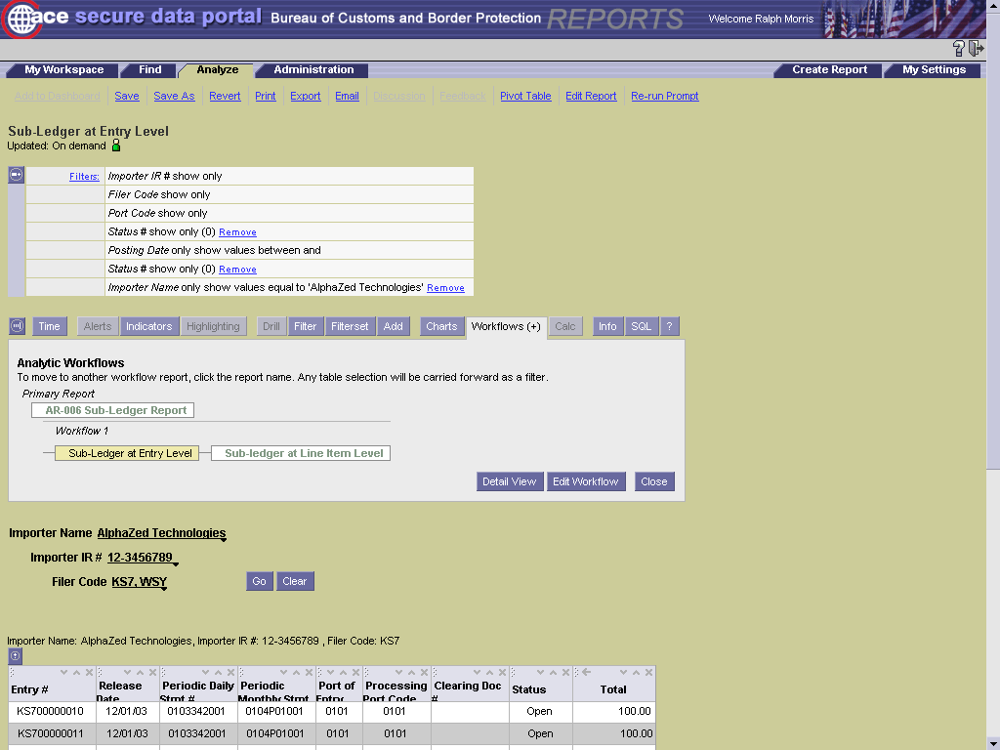 ace secure data portal Bureau of Customs and Border Protection REPORTS Welcome Ralph Morris
?
My Workspace Find Analyze Administration Create Report My Settings
Add to Dashboard Save Save As Revert Print Export Email Discussion Feedback Pivot Table Edit Report Re-run Prompt
Sub-Ledger at Entry Level
Updated: On demand
Filters: Importer IR # show only
Filer Code show only
Port Code show only
Status # show only (0) Remove
Posting Date only show values between and
Status # show only (0) Remove
Importer Name only show values equal to 'AlphaZed Technologies' Remove
Time Alerts Indicators Highlighting Drill Filter Filterset Add Charts Workflows (+) Calc Info SQL ?
Analytic Workflows
To move to another workflow report, click the report name. Any table selection will be carried forward as a filter.
Primary Report
AR-006 Sub-Ledger Report
Workflow 1
Sub-Ledger at Entry Level Sub-ledger at Line Item Level
Detail View Edit Workflow Close
Importer Name AlphaZed Technologies
Importer IR # 12-3456789
Filer Code KS7, WSY Go Clear
Importer Name: AlphaZed Technologies, Importer IR #: 12-3456789 , Filer Code: KS7
Entry # Release Date Periodic Daily Stmt # Periodic Monthly Stmt Port of Entry Processing Port Code Clearing Doc # Status Total
KS700000010 12/01/03 0103342001 0104P01001 0101 0101 Open 100.00
KS700000011 12/01/03 0103342001 0104P01001 0101 0101 Open 100.00